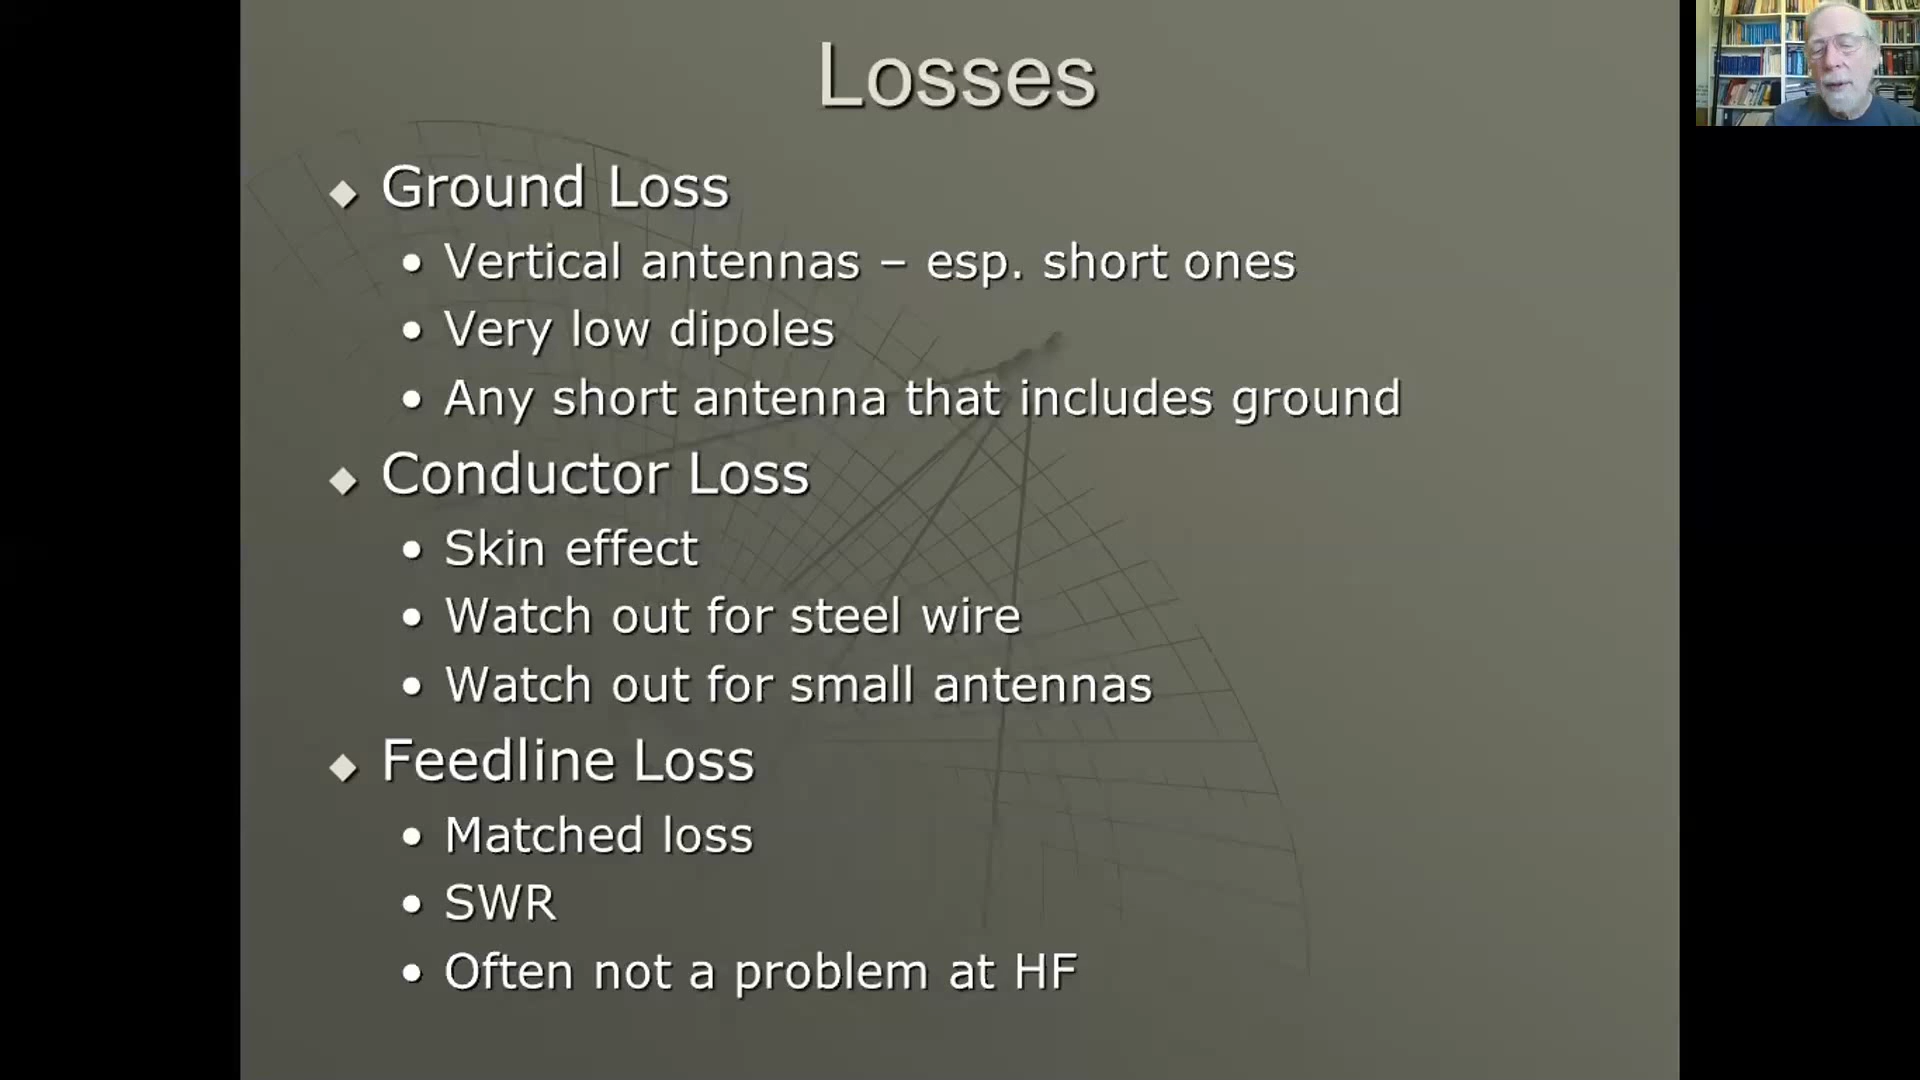 Losses
Ground Loss
Vertical antennas – esp. short ones
Very low dipoles
Any short antenna that includes ground
Conductor Loss
Skin effect
Watch out for steel wire
Watch out for small antennas
Feedline Loss
Matched loss
SWR
Often not a problem at HF